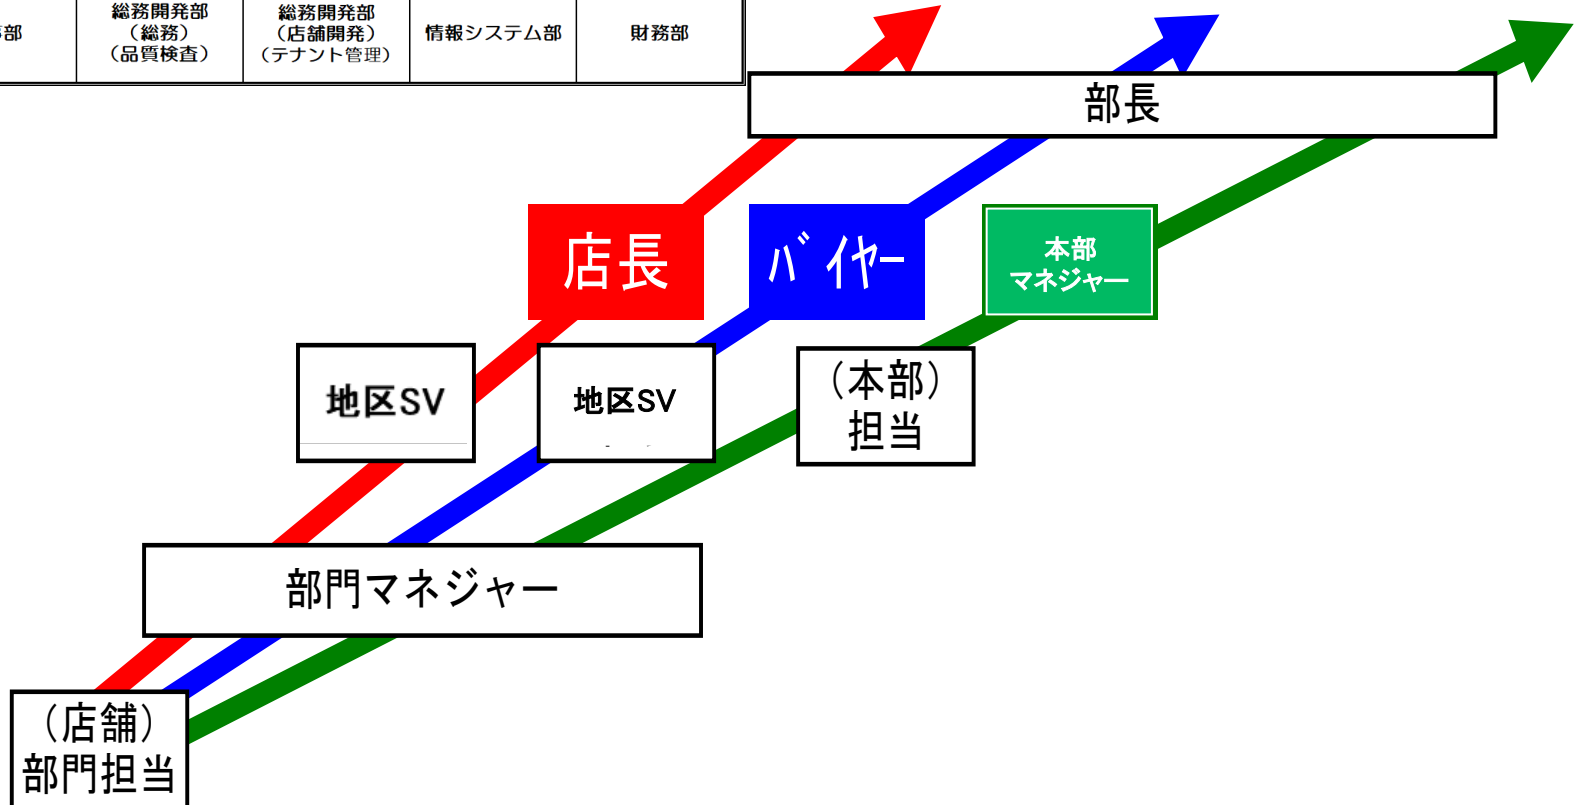 部
総務開発部
（総務）
（品質検査）
総務開発部
（店舗開発）
（テナント管理）
情報システム部
財務部
部長
店長
ﾊﾞｲﾔｰ
本部
マネジャー
地区SV
地区SV
（本部）
担当
部門マネジャー
（店舗）
部門担当